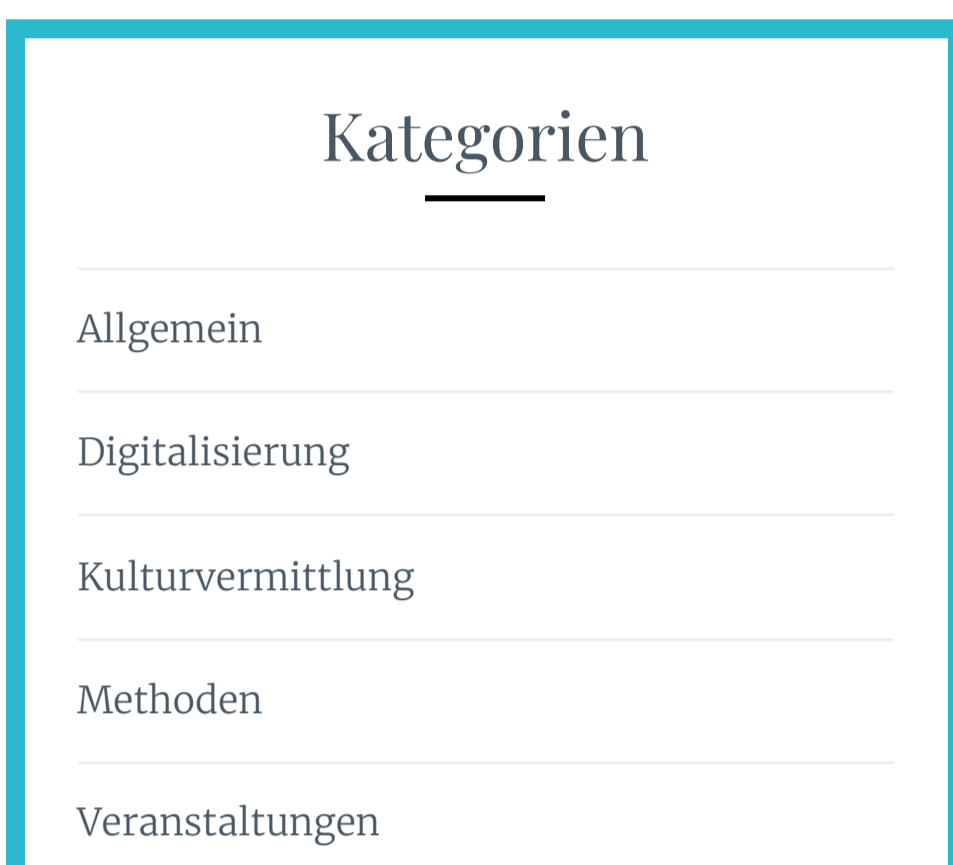 Kategorien
Allgemein
Digitalisierung
Kulturvermittlung
Methoden
Veranstaltungen